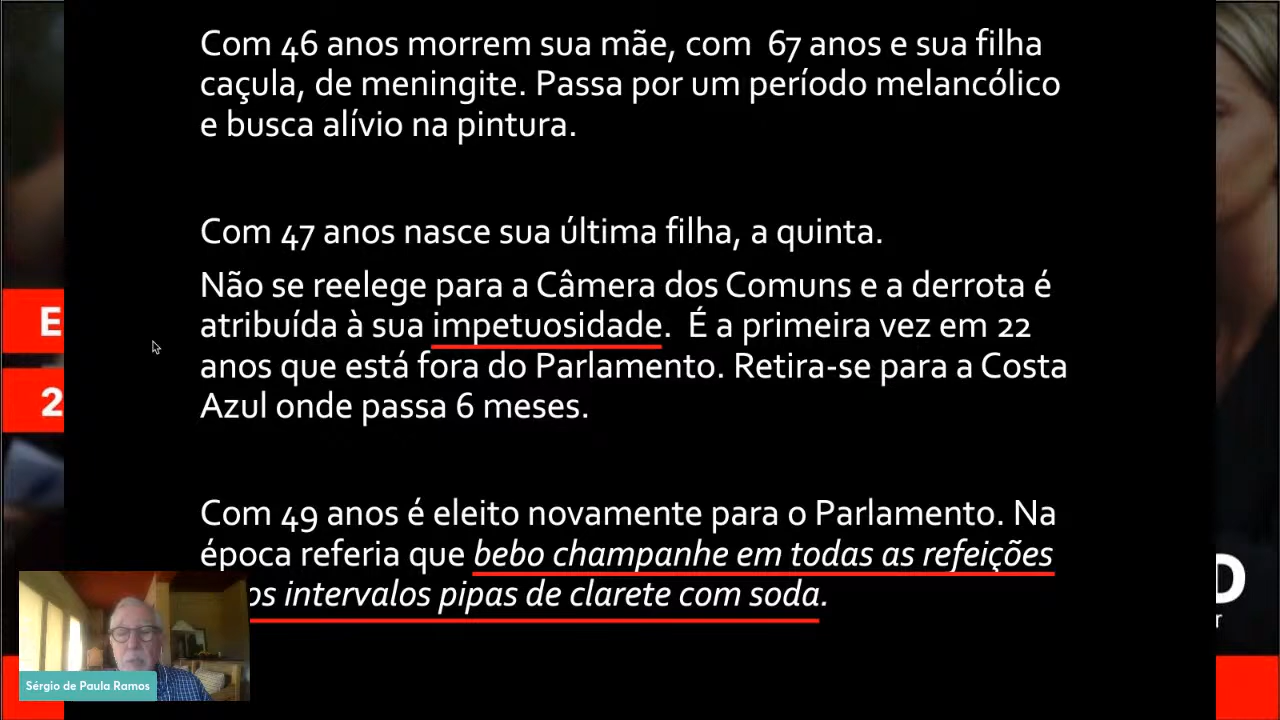 Com 46 anos morrem sua mãe, com 67 anos e sua filha
caçula, de meningite. Passa por um período melancólico
e busca alívio na pintura.
Com 47 anos nasce sua última filha, a quinta.
Não se reelege para a Câmera dos Comuns e a derrota é
atribuída à sua impetuosidade. É a primeira vez em 22
anos que está fora do Parlamento. Retira-se para a Costa
Azul onde passa 6 meses.
Com 49 anos é eleito novamente para o Parlamento. Na
época referia que bebo champanhe em todas as refeições
os intervalos pipas de clarete com soda.
Sérgio de Paula Ramos
E
2
D
r